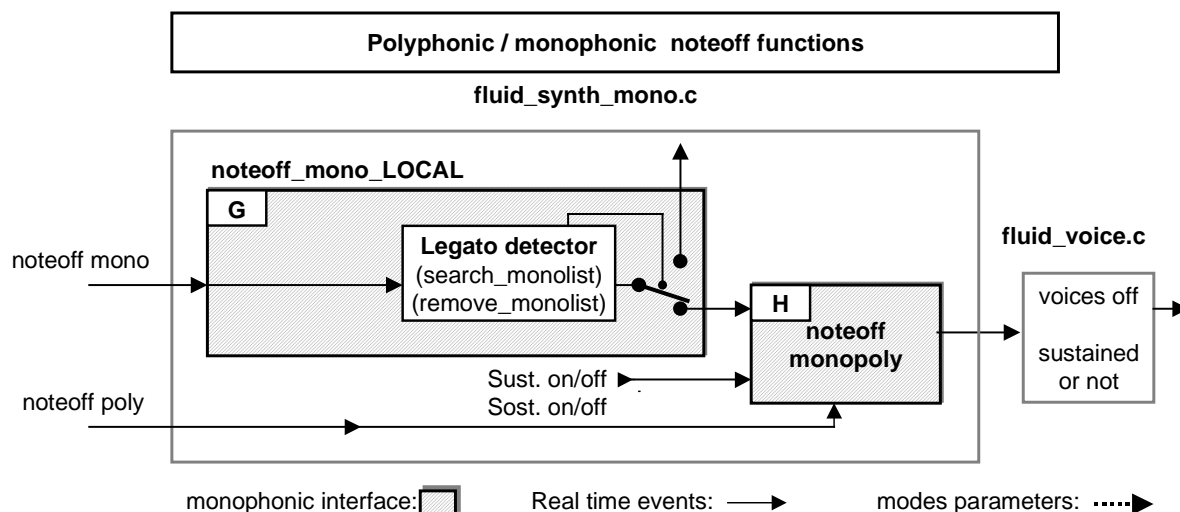 Polyphonic / monophonic noteoff functions
fluid_synth_mono.c
noteoff_mono_LOCAL
G
Legato detector
(search_monolist)
(remove_monolist)
noteoff mono
fluid_voice.c
H
noteoff
monopoly
voices off
sustained
or not
Sust. on/off
Sost. on/off
noteoff poly
monophonic interface:
Real time events:
modes parameters: